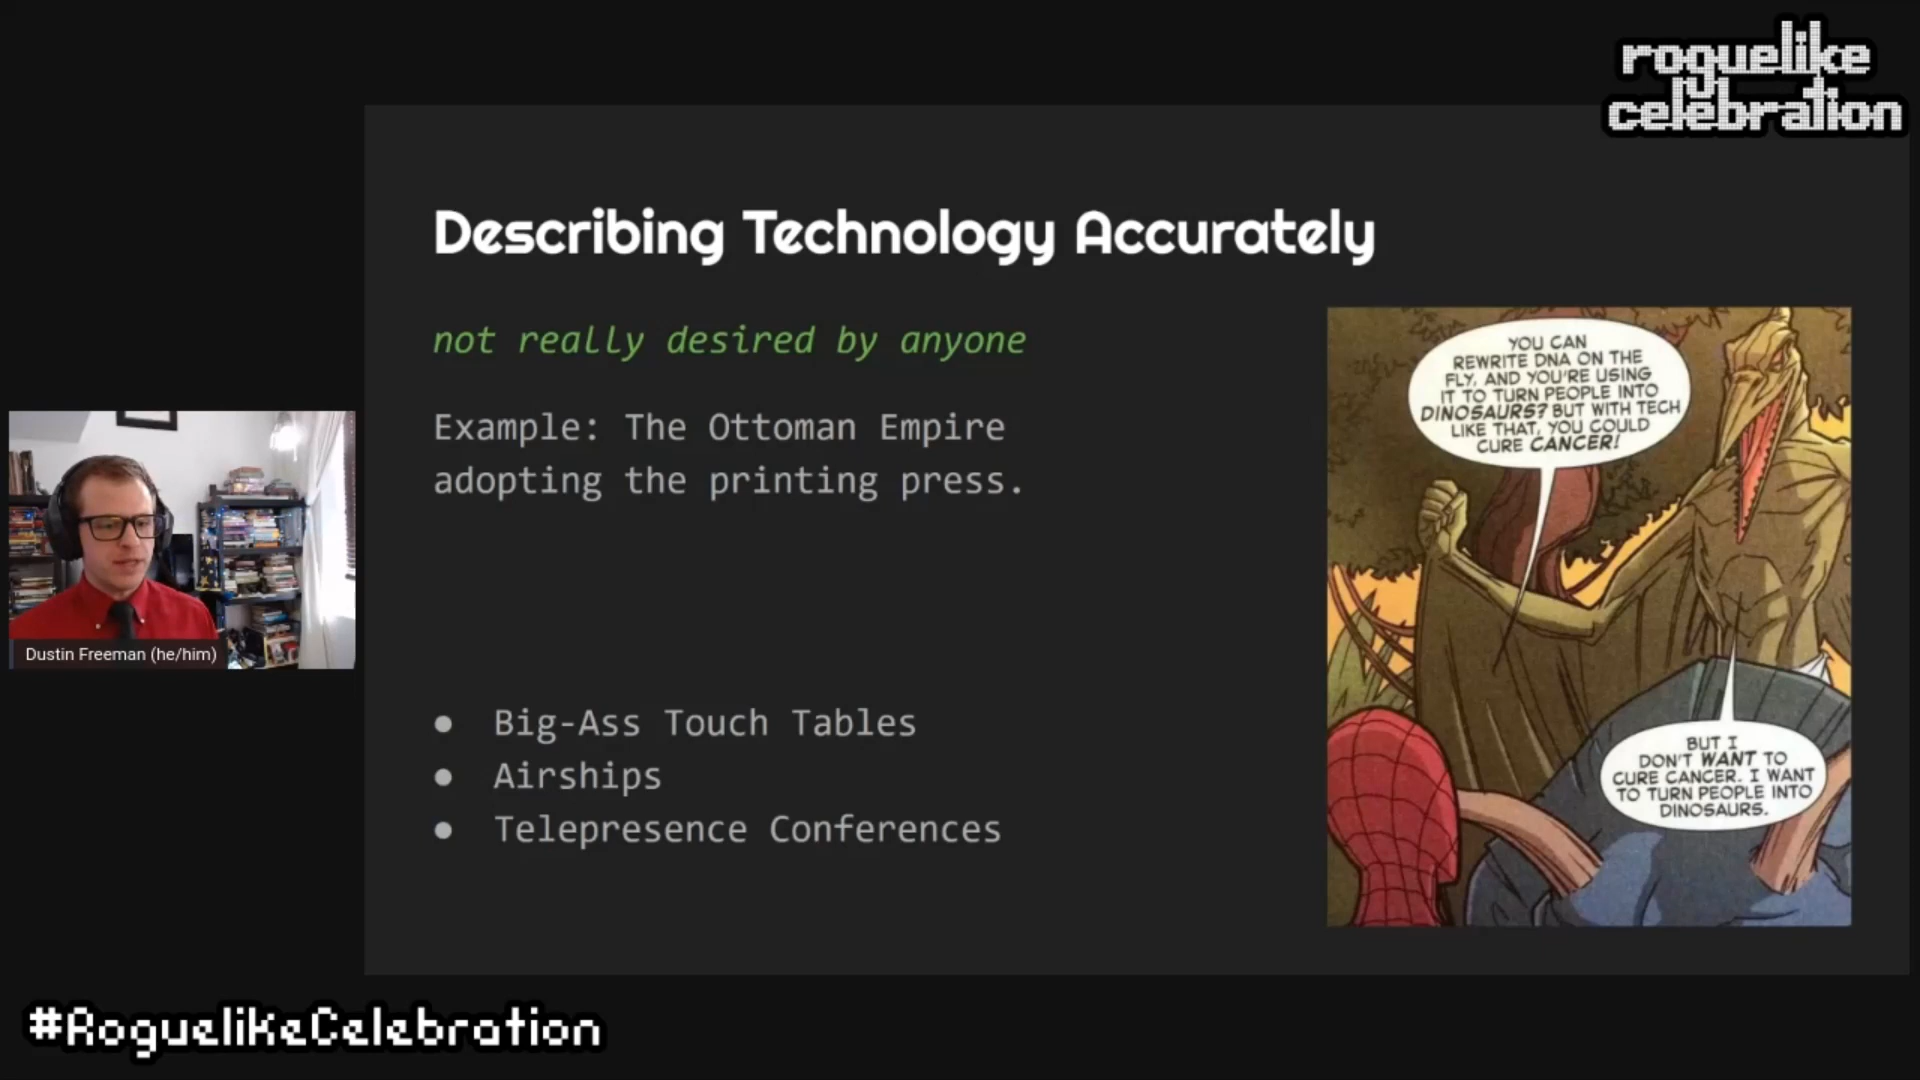 roguelike
celebration
Describing Technology Accurately
not really desired by anyone
Example: The Ottoman Empire
adopting the printing press.
● Big-Ass Touch Tables
● Airships
● Telepresence Conferences
YOU CAN
REWRITE DNA ON THE
FLY, AND YOU'RE USING
IT TO TURN PEOPLE INTO
DINOSAURS? BUT WITH TECH
LIKE THAT, YOU COULD
CURE CANCER!
BUT I
DON'T WANT TO
CURE CANCER. I WANT
TO TURN PEOPLE INTO
DINOSAURS.
Dustin Freeman (he/him)
#RoguelikeCelebration